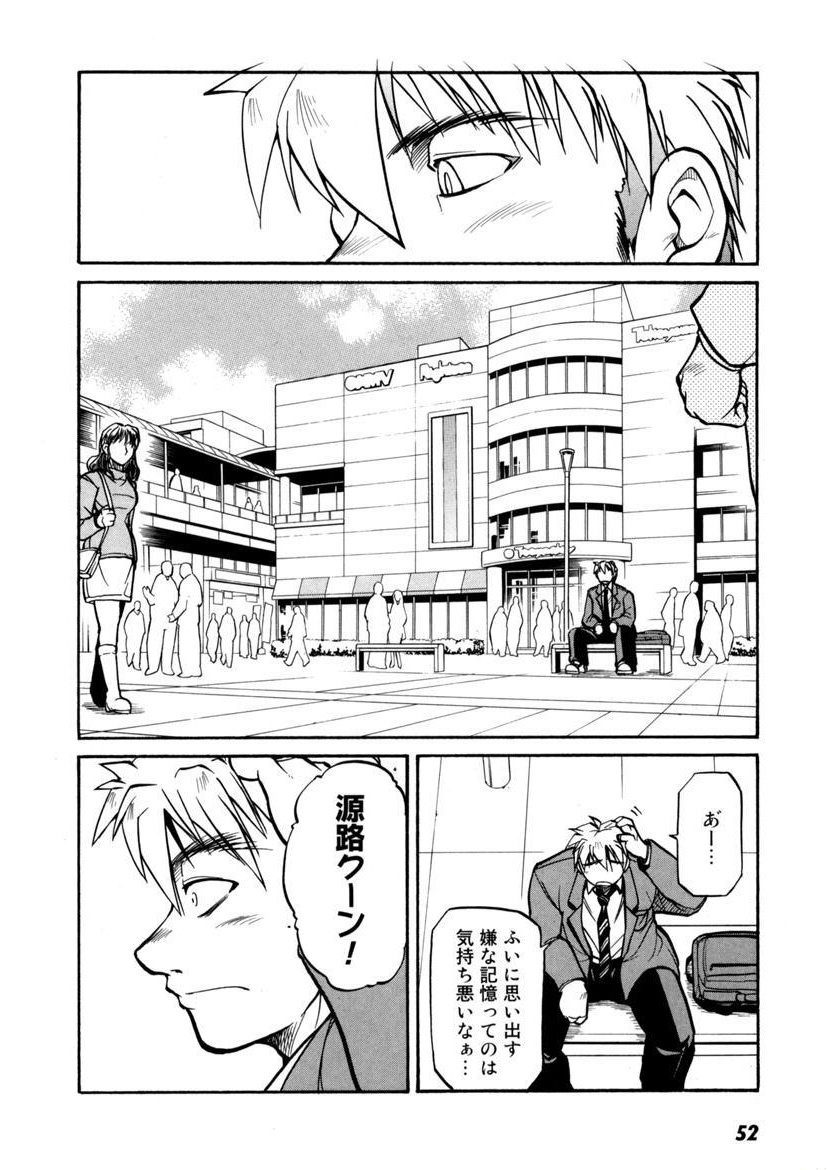 あ゙ー…
ふいに思い出す
嫌な記憶ってのは
気持ち悪いなぁ…
源路クーン！
52